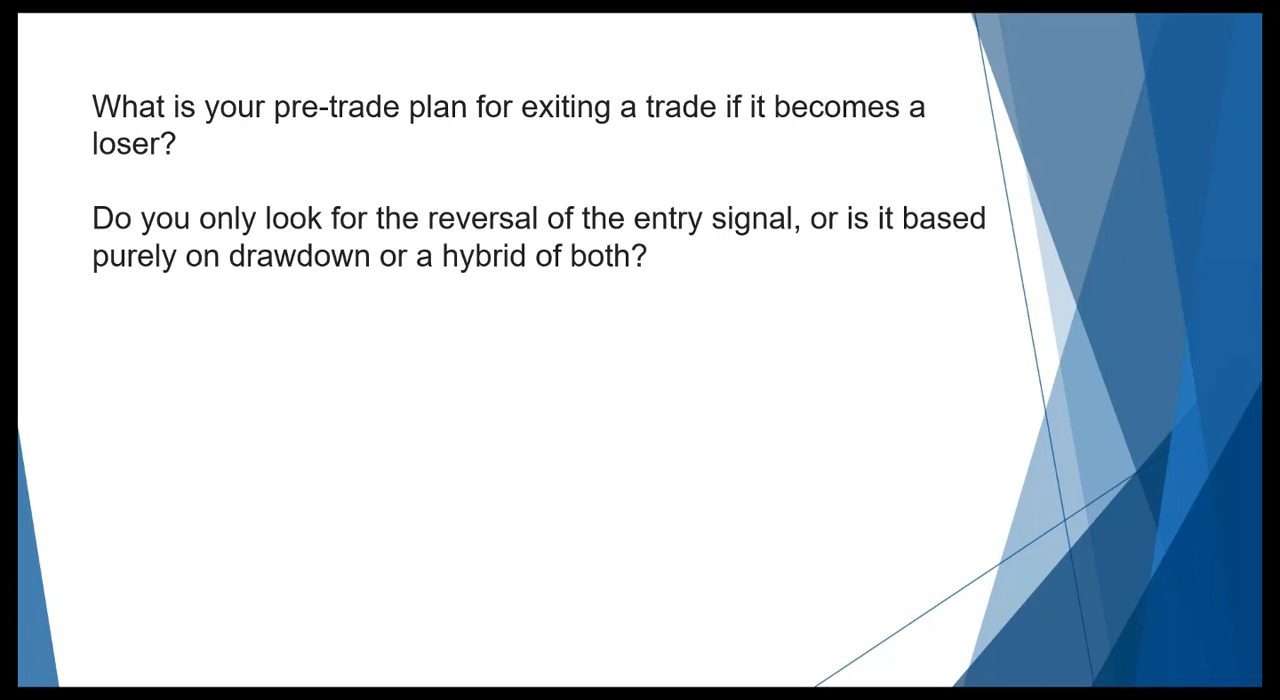 What is your pre-trade plan for exiting a trade if it becomes a
loser?
Do you only look for the reversal of the entry signal, or is it based
purely on drawdown or a hybrid of both?